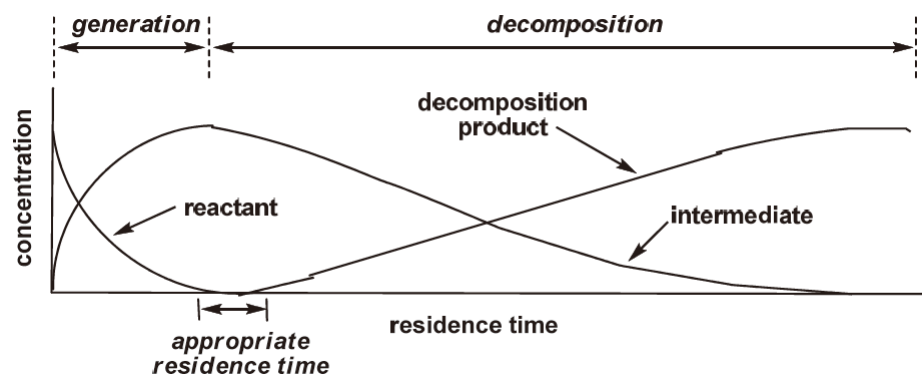 generation
decomposition
decomposition
product
concentration
reactant
intermediate
residence time
appropriate
residence time